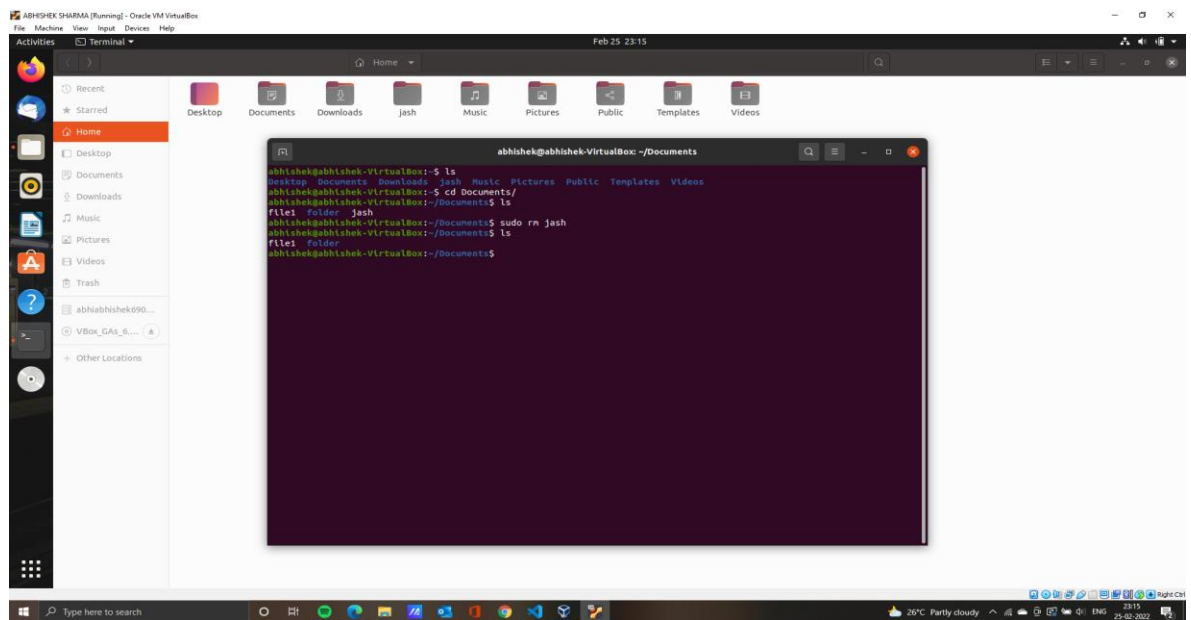 ABHISHEK SHARMA [Running] - Oracle VM VirtualBox
File Machine View Input Devices Help
Activities Terminal Feb 25 23:15
Home
Recent
Starred
Home
Desktop
Documents
Downloads
Music
Pictures
Videos
Trash
abhiabhishek690...
VBox_GAs_6....
+ Other Locations
Desktop Documents Downloads jash Music Pictures Public Templates Videos
abhishek@abhishek-VirtualBox: ~/Documents
abhishek@abhishek-VirtualBox:~$ ls
Desktop Documents Downloads jash Music Pictures Public Templates Videos
abhishek@abhishek-VirtualBox:~$ cd Documents/
abhishek@abhishek-VirtualBox:~/Documents$ ls
file1 folder jash
abhishek@abhishek-VirtualBox:~/Documents$ sudo rm jash
abhishek@abhishek-VirtualBox:~/Documents$ ls
file1 folder
abhishek@abhishek-VirtualBox:~/Documents$
Right Ctrl
Type here to search
26°C Partly cloudy
ENG
23:15
25-02-2022